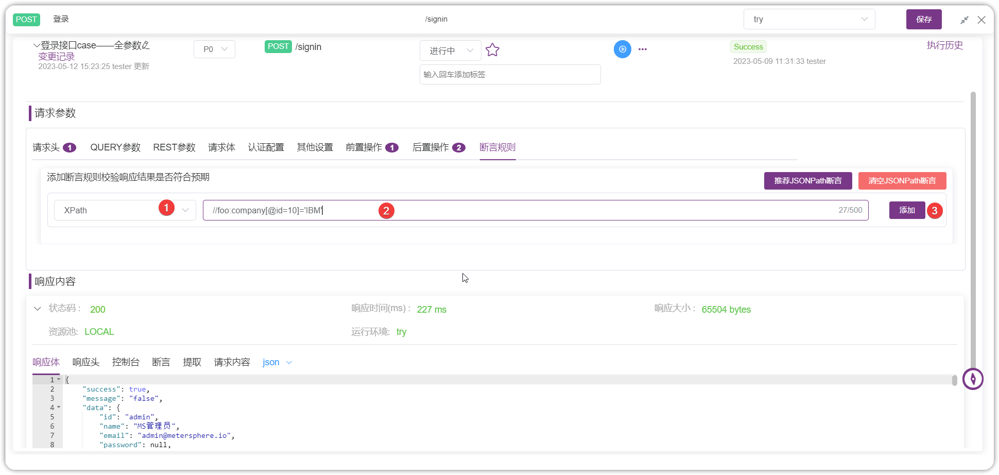 POST 登录 /signin try 保存
登录接口case——全参数 P0 POST /signin 进行中 Success 执行历史
变更记录
2023-05-12 15:23:25 tester 更新 2023-05-09 11:31:33 tester
输入回车添加标签
请求参数
请求头 1 QUERY参数 REST参数 请求体 认证配置 其他设置 前置操作 1 后置操作 2 断言规则
添加断言规则校验响应结果是否符合预期 推荐JSONPath断言 清空JSONPath断言
XPath 1 //foo:company[@id=10]='IBM' 2 27/500 添加 3
响应内容
状态码 : 200 响应时间(ms) : 227 ms 响应大小 : 65504 bytes
资源池: LOCAL 运行环境: try
响应体 响应头 控制台 断言 提取 请求内容 json
1 {
2 "success": true,
3 "message": "false",
4 "data": {
5 "id": "admin",
6 "name": "MS管理员",
7 "email": "admin@metersphere.io",
8 "password": null,